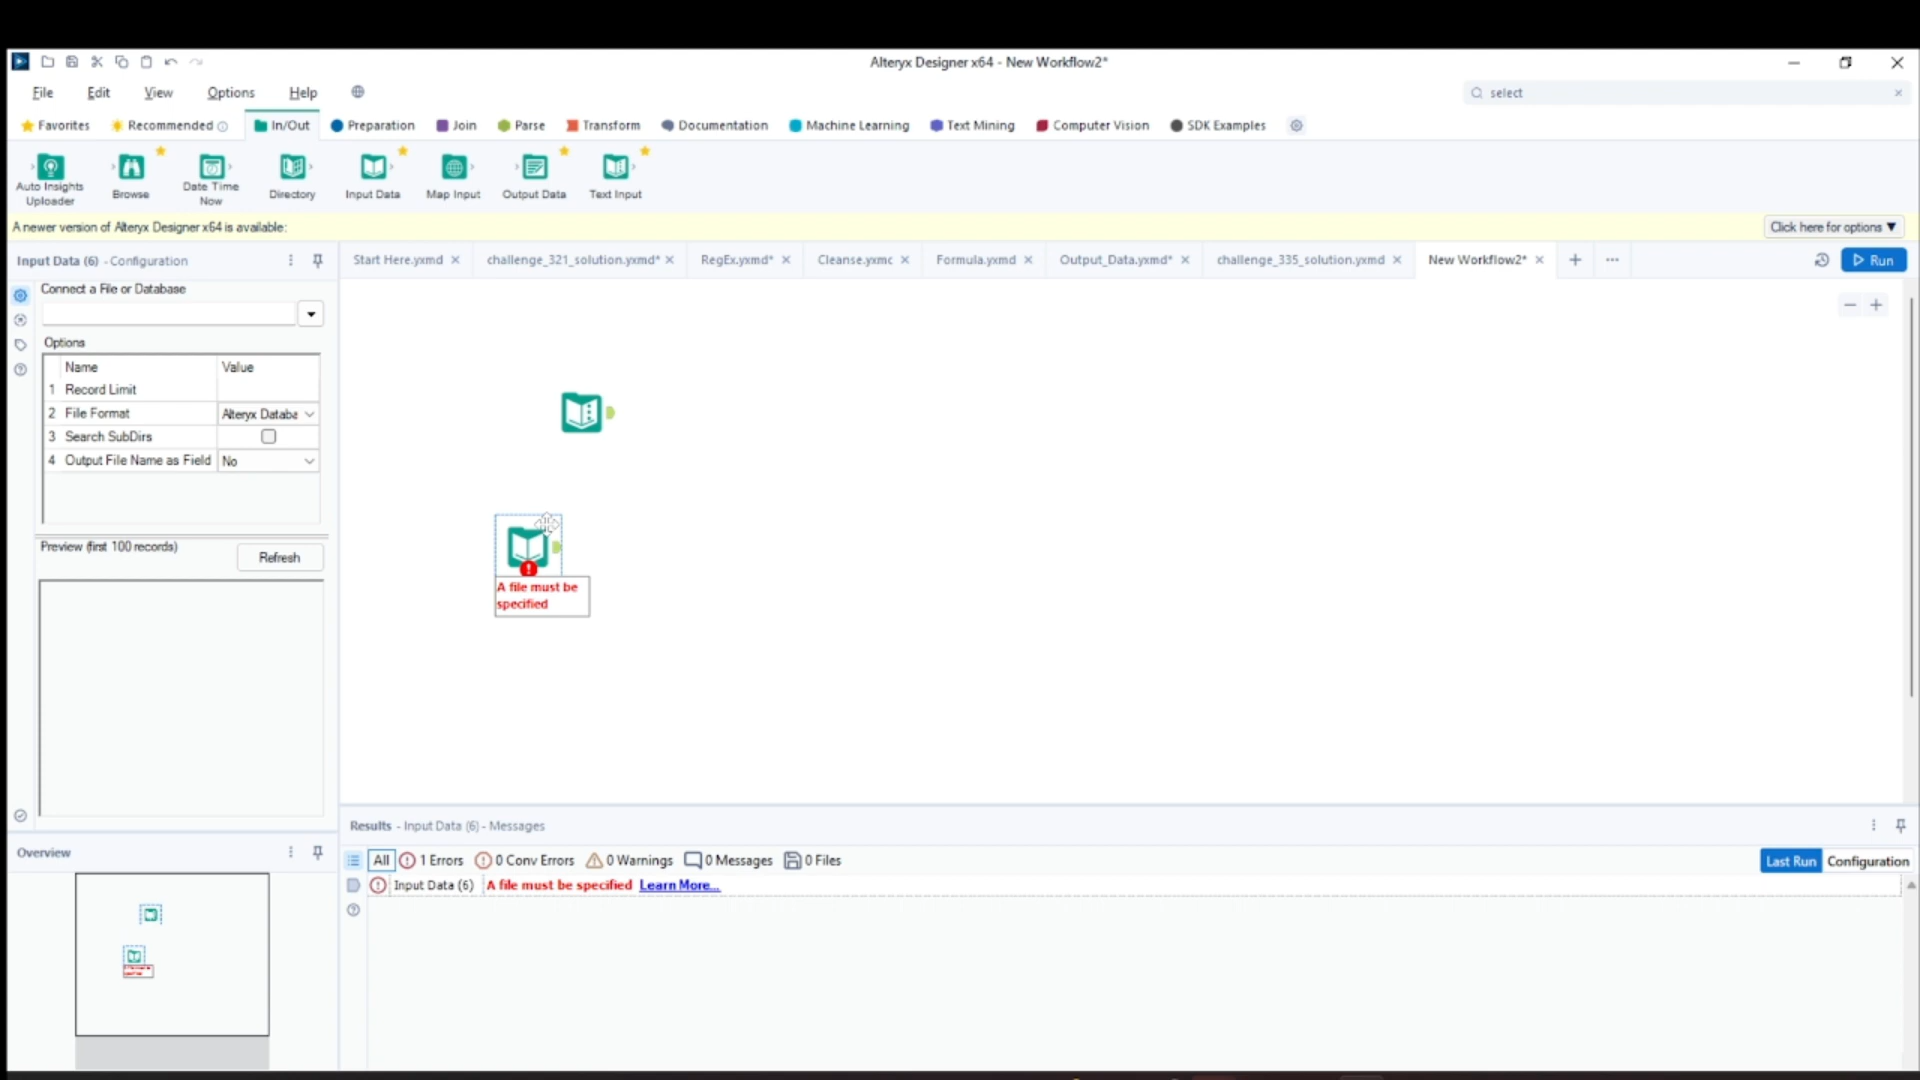 Alteryx Designer x64 - New Workflow2*
File Edit View Options Help
select
Favorites Recommended In/Out Preparation Join Parse Transform Documentation Machine Learning Text Mining Computer Vision SDK Examples
Auto Insights Uploader
Browse
Date Time Now
Directory
Input Data
Map Input
Output Data
Text Input
A newer version of Alteryx Designer x64 is available:
Click here for options ▼
Input Data (6) - Configuration
Start Here.yxmd challenge_321_solution.yxmd* RegEx.yxmd* Cleanse.yxmc Formula.yxmd Output_Data.yxmd* challenge_335_solution.yxmd New Workflow2*
Run
Connect a File or Database
Options
Name Value
1 Record Limit
2 File Format Alteryx Databa
3 Search SubDirs
4 Output File Name as Field No
Preview (first 100 records)
Refresh
A file must be
specified
Results - Input Data (6) - Messages
All 1 Errors 0 Conv Errors 0 Warnings 0 Messages 0 Files
Last Run Configuration
Input Data (6) A file must be specified Learn More...
Overview